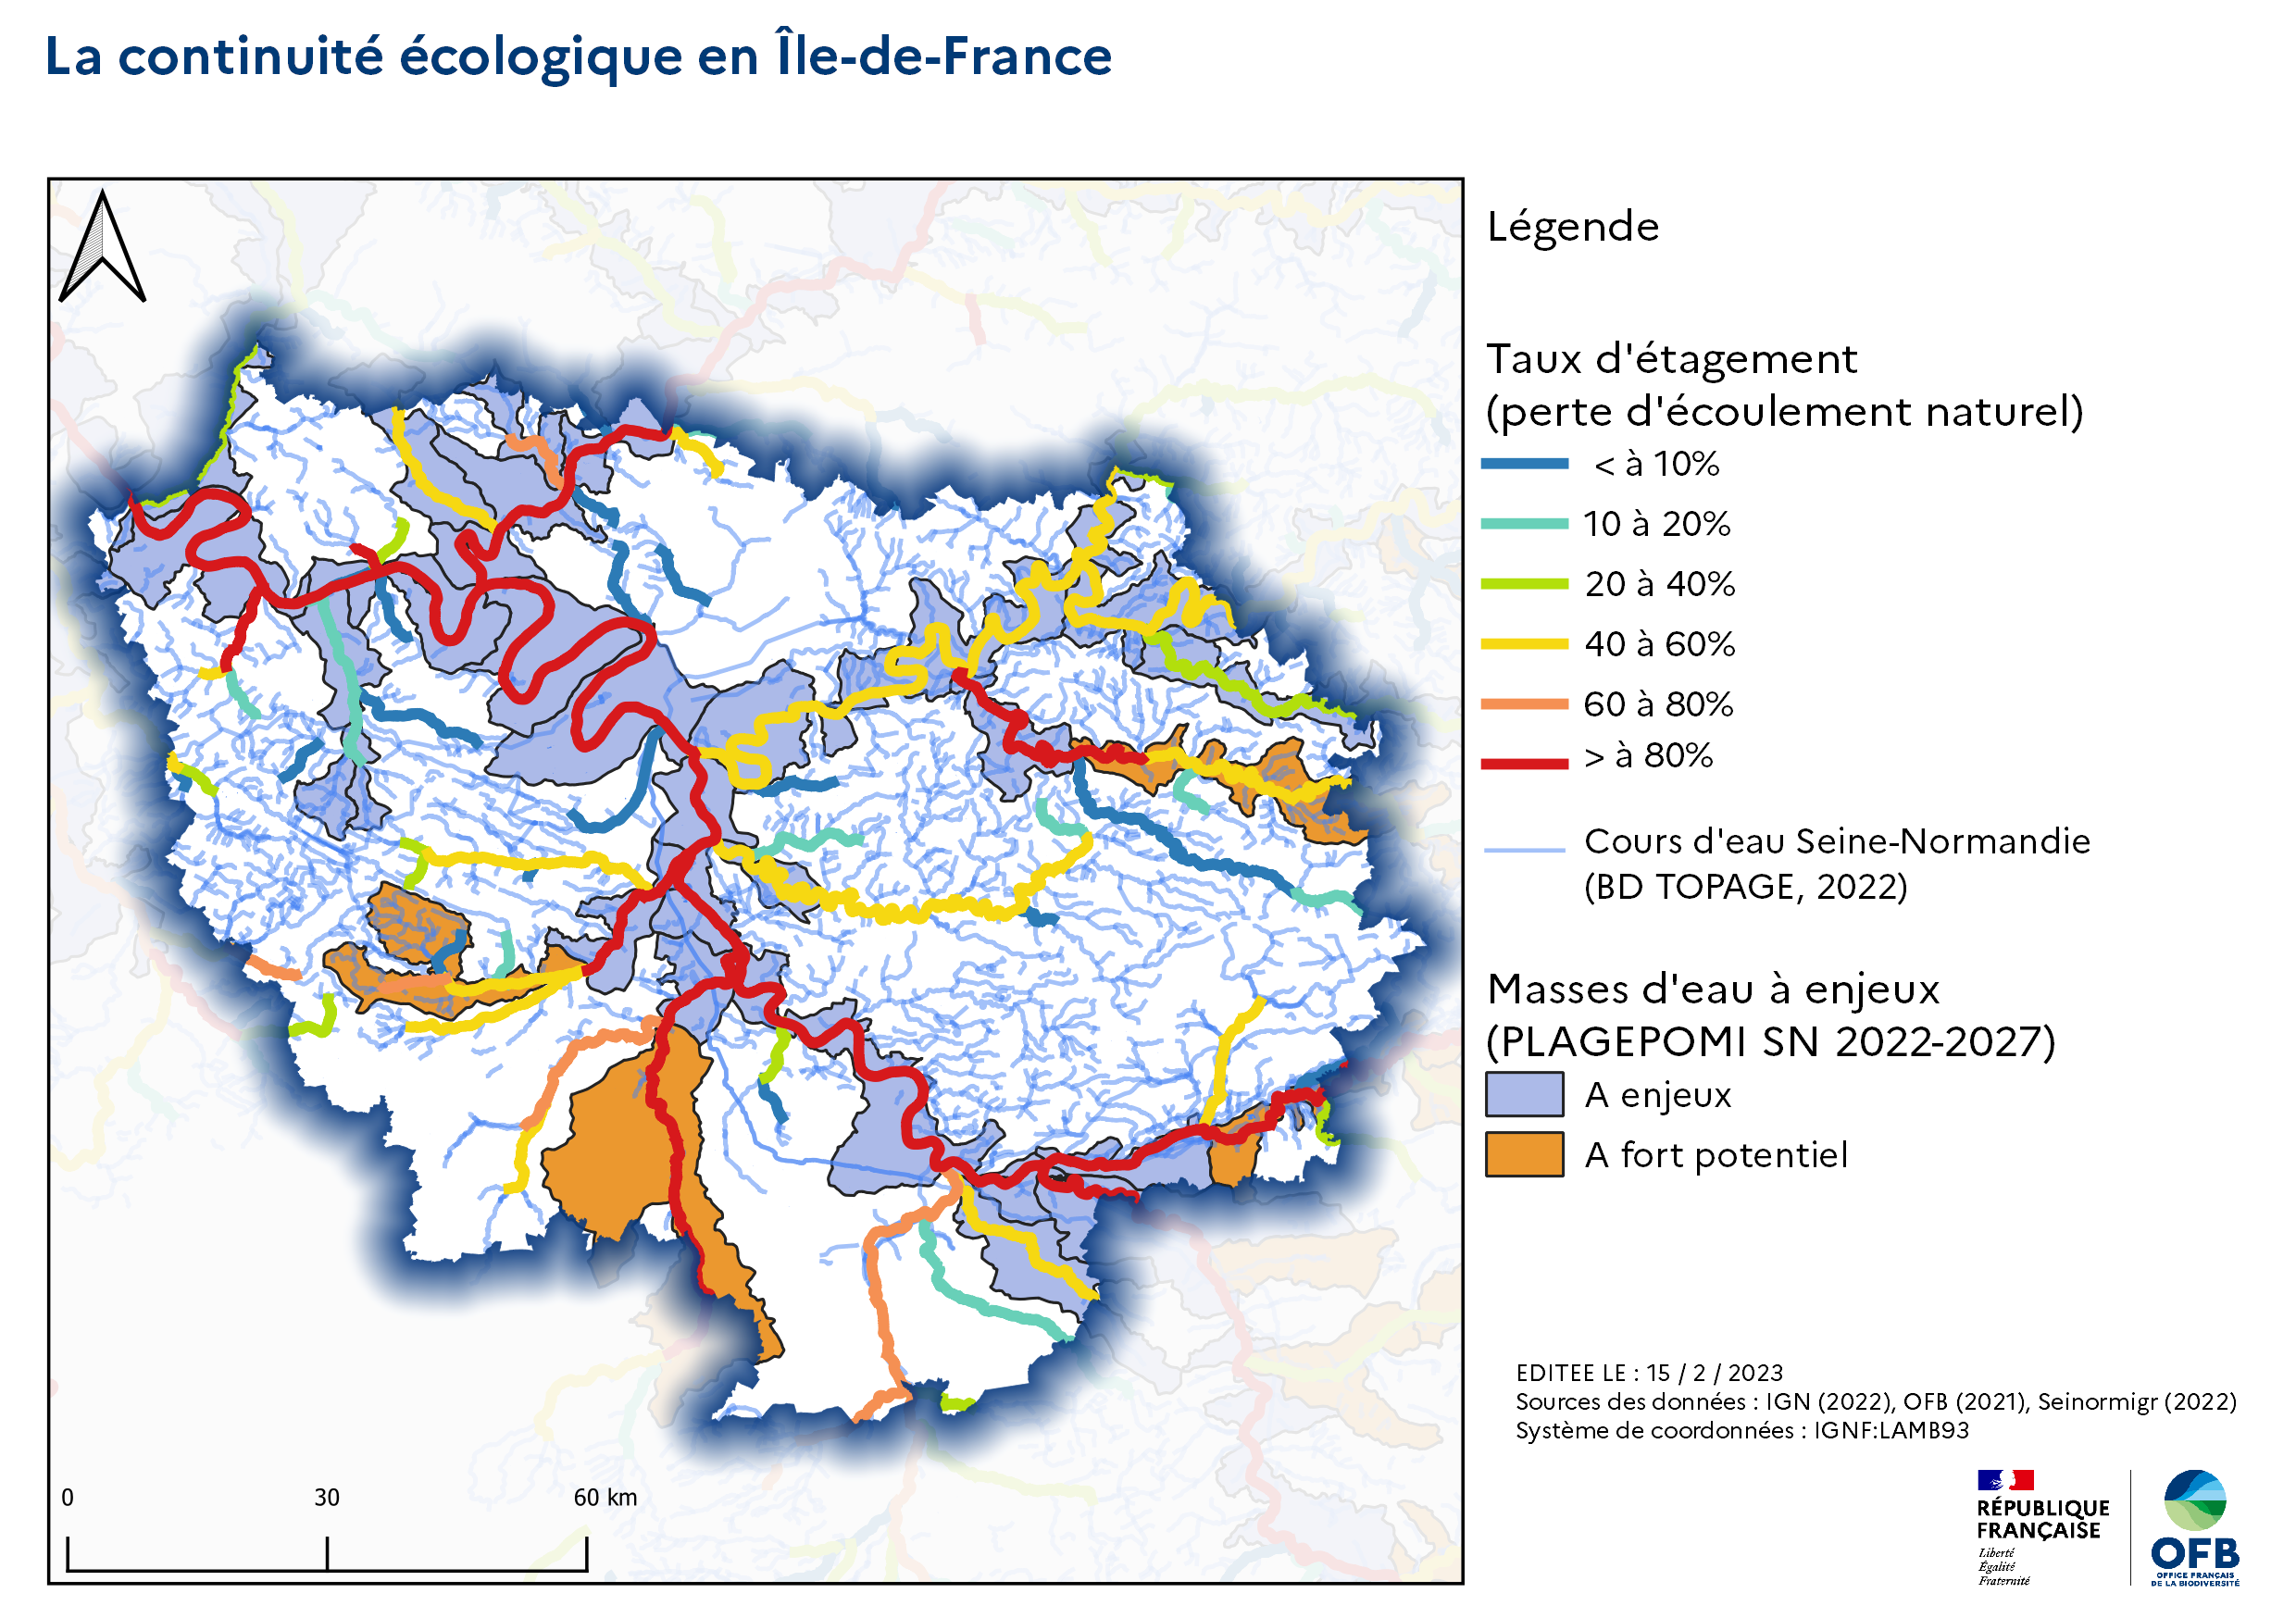 La continuité écologique en Île-de-France
Légende
Taux d'étagement
(perte d'écoulement naturel)
< à 10%
10 à 20%
20 à 40%
40 à 60%
60 à 80%
> à 80%
Cours d'eau Seine-Normandie
(BD TOPAGE, 2022)
Masses d'eau à enjeux
(PLAGEPOMI SN 2022-2027)
A enjeux
A fort potentiel
EDITEE LE : 15 / 2 / 2023
Sources des données : IGN (2022), OFB (2021), Seinormigr (2022)
Système de coordonnées : IGNF:LAMB93
0 30 60 km
RÉPUBLIQUE
FRANÇAISE
Liberté
Égalité
Fraternité
OFB
OFFICE FRANÇAIS
DE LA BIODIVERSITÉ